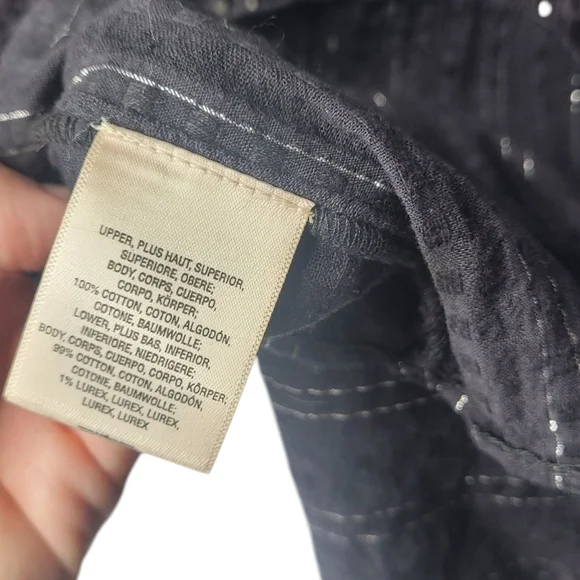 UPPER, PLUS HAUT, SUPERIOR,
SUPERIORE, OBERE;
BODY, CORPS, CUERPO,
CORPO, KÖRPER:
100% COTTON, COTON, ALGODÓN,
COTONE, BAUMWOLLE;
LOWER, PLUS BAS, INFERIOR,
INFERIORE, NIEDRIGERE;
BODY, CORPS, CUERPO, CORPO, KÖRPER;
99% COTTON, COTON, ALGODÓN,
COTONE, BAUMWOLLE;
1% LUREX, LUREX, LUREX,
LUREX, LUREX